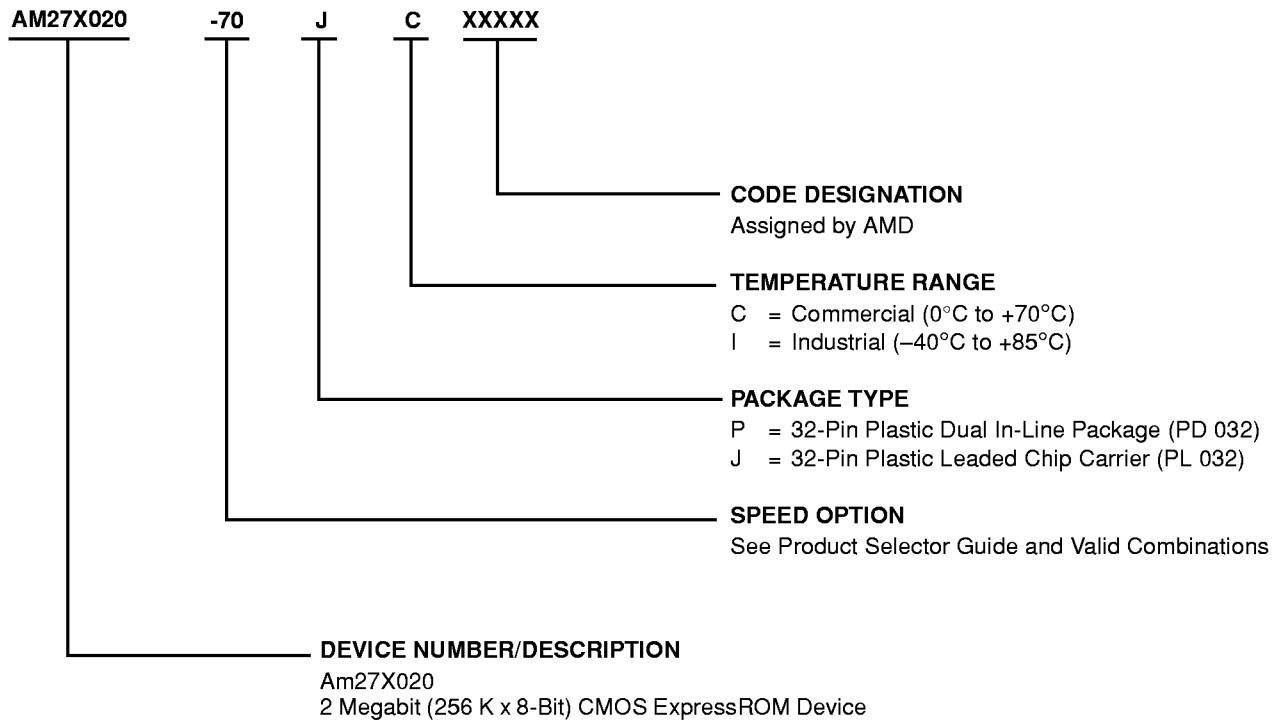 AM27X020 -70 J C XXXXX
CODE DESIGNATION
Assigned by AMD
TEMPERATURE RANGE
C = Commercial (0°C to +70°C)
I = Industrial (–40°C to +85°C)
PACKAGE TYPE
P = 32-Pin Plastic Dual In-Line Package (PD 032)
J = 32-Pin Plastic Leaded Chip Carrier (PL 032)
SPEED OPTION
See Product Selector Guide and Valid Combinations
DEVICE NUMBER/DESCRIPTION
Am27X020
2 Megabit (256 K x 8-Bit) CMOS ExpressROM Device